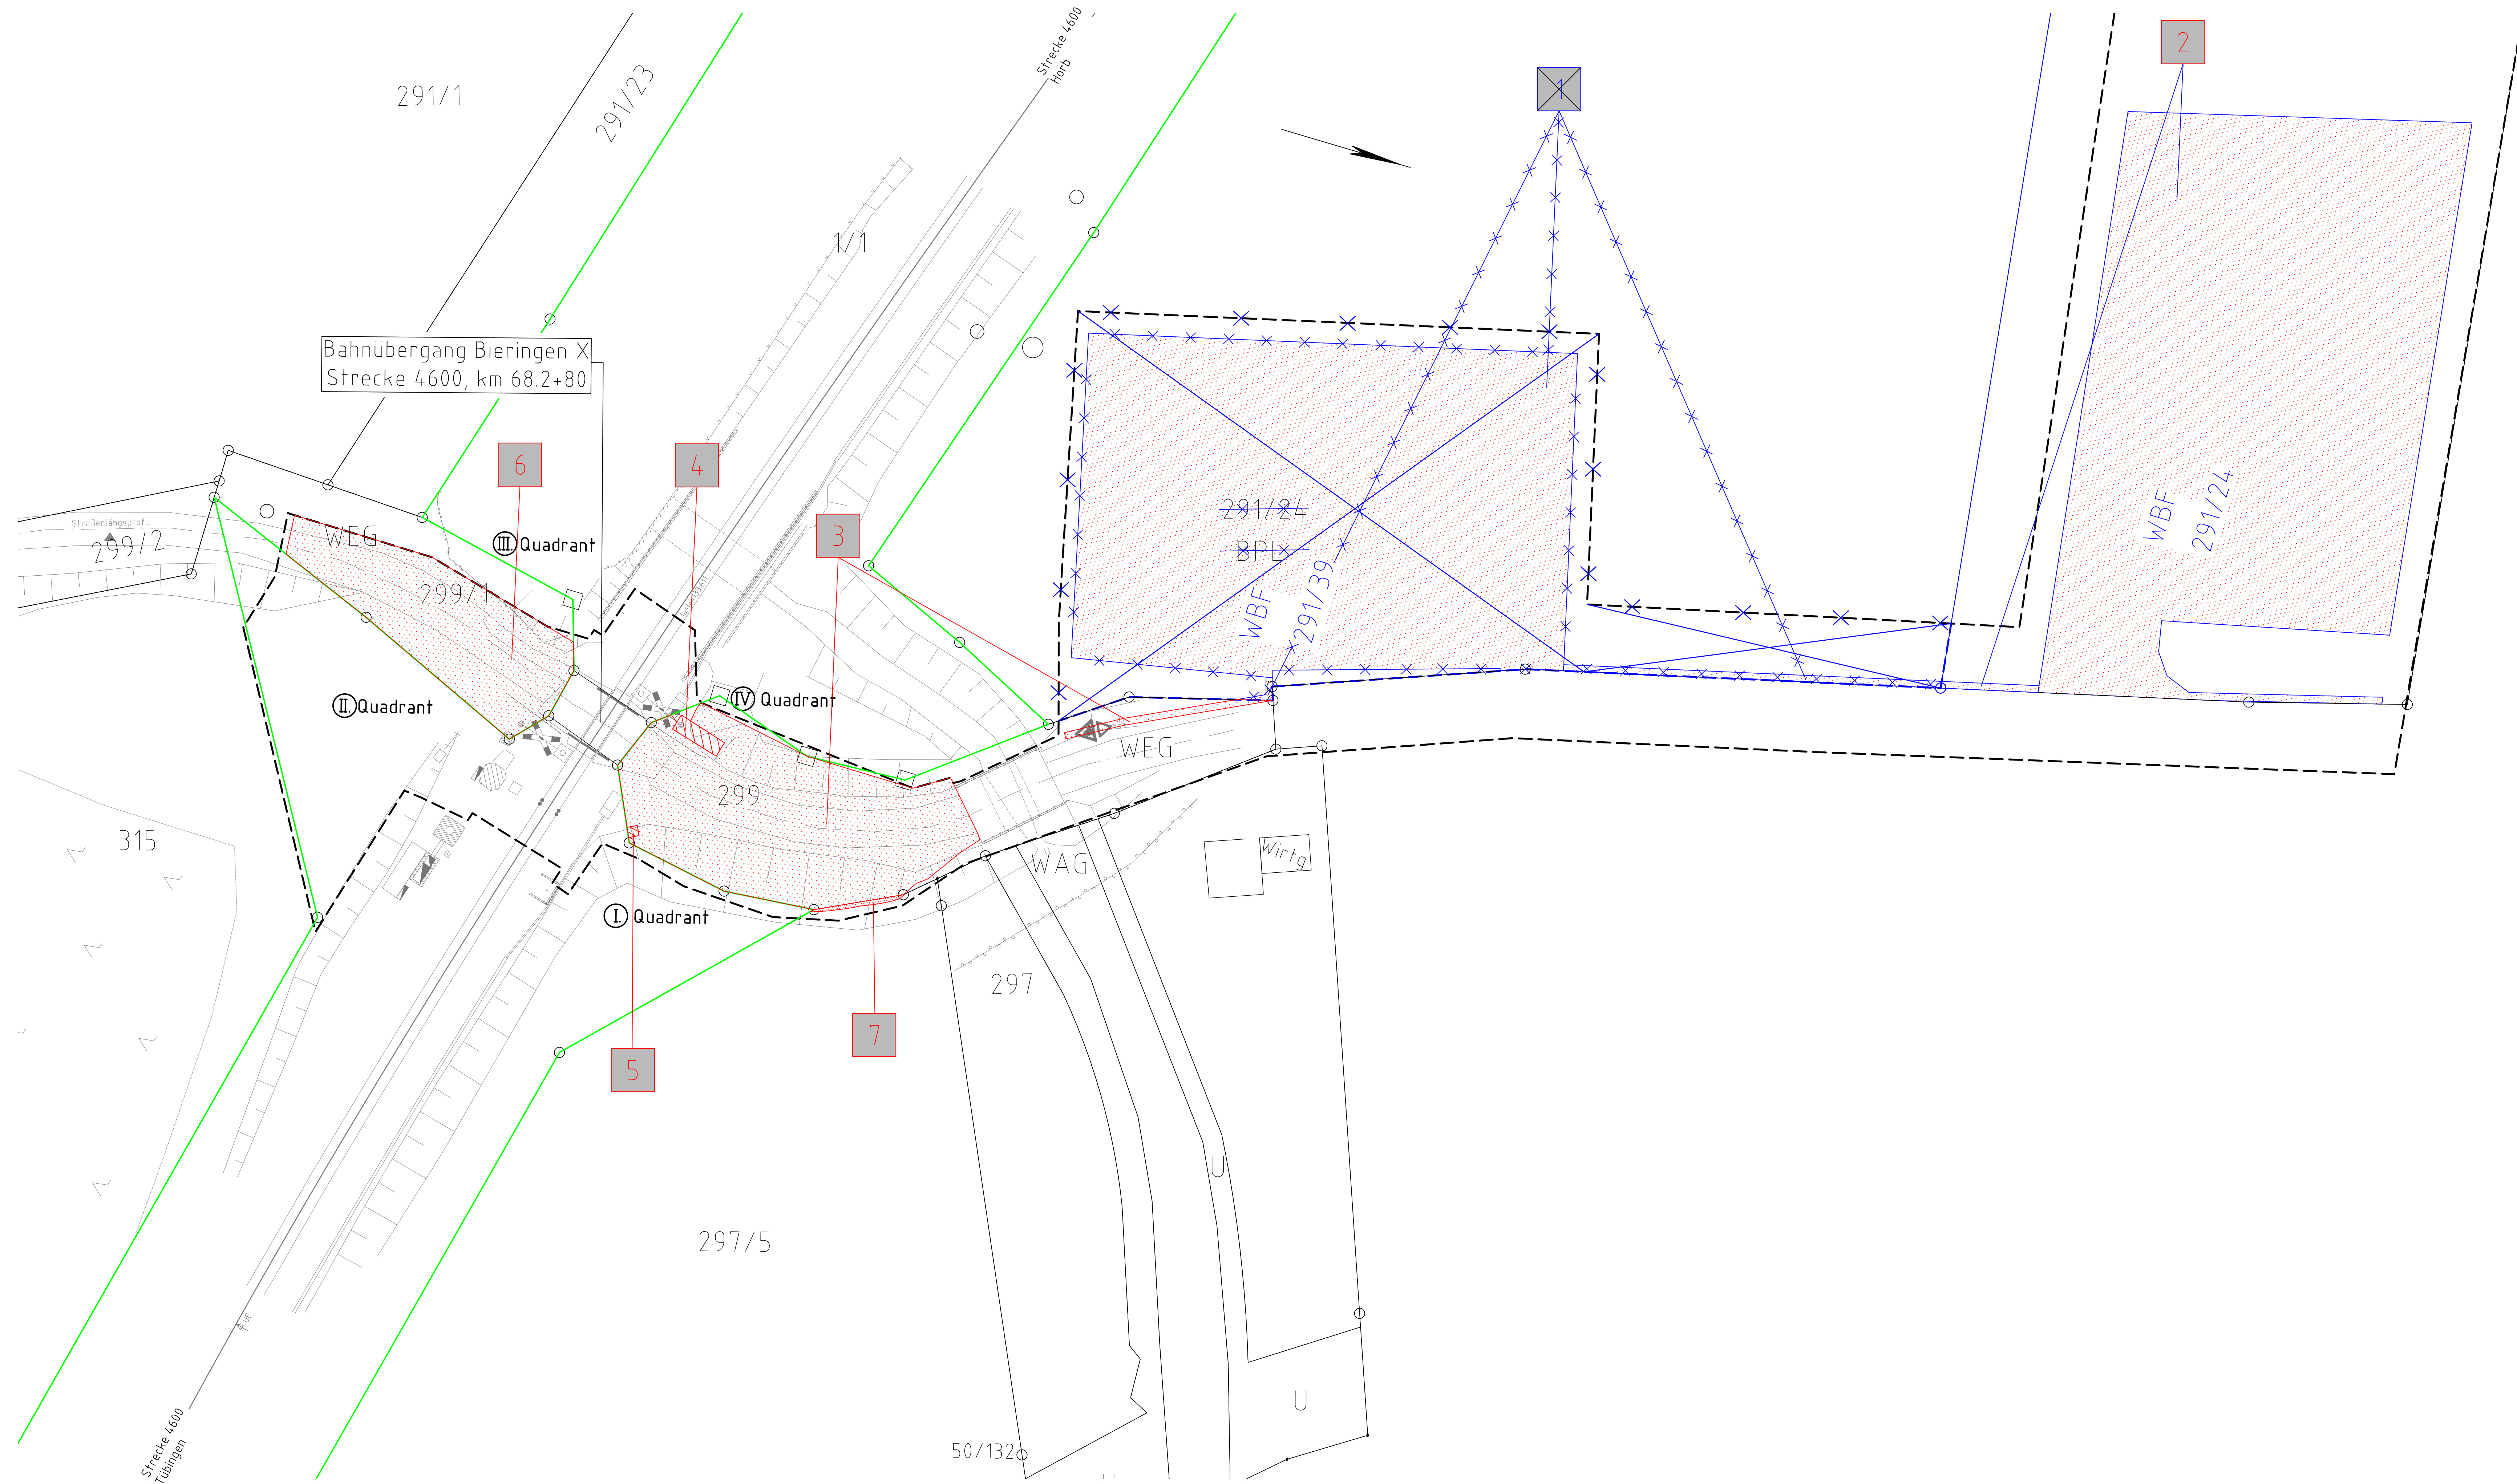 2
Strecke 4600
Horb
1
291/1
291/23
1/1
Bahnübergang Bieringen X
Strecke 4600, km 68.2+80
6
4
3
291/24
BPL
WBF
291/39
WBF
291/24
Straßenlängsprofil
299/2
WEG
III. Quadrant
299/1
II. Quadrant
IV Quadrant
WEG
299
315
WAG
Wirtg
I. Quadrant
297
7
5
U
297/5
UE
U
Strecke 4600
Tübingen
50/132
U